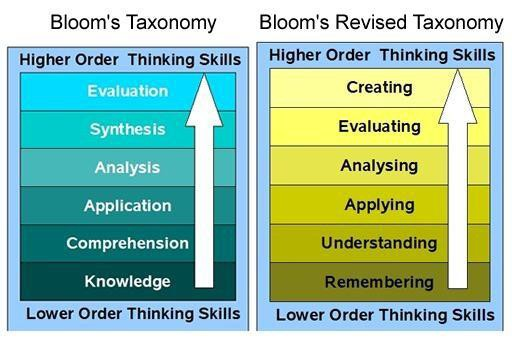 Bloom's Taxonomy
Higher Order Thinking Skills
Evaluation
Synthesis
Analysis
Application
Comprehension
Knowledge
Lower Order Thinking Skills
Bloom's Revised Taxonomy
Higher Order Thinking Skills
Creating
Evaluating
Analysing
Applying
Understanding
Remembering
Lower Order Thinking Skills